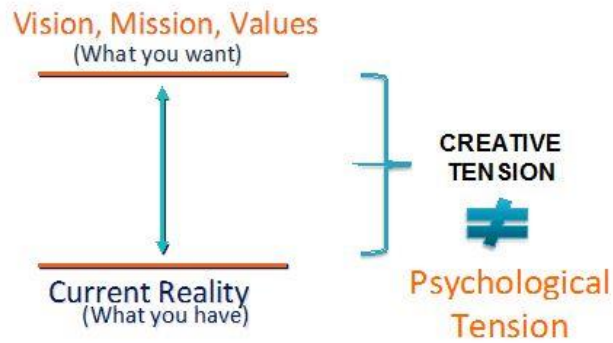 Vision, Mission, Values
(What you want)
CREATIVE
TENSION
≠
Current Reality
(What you have)
Psychological
Tension